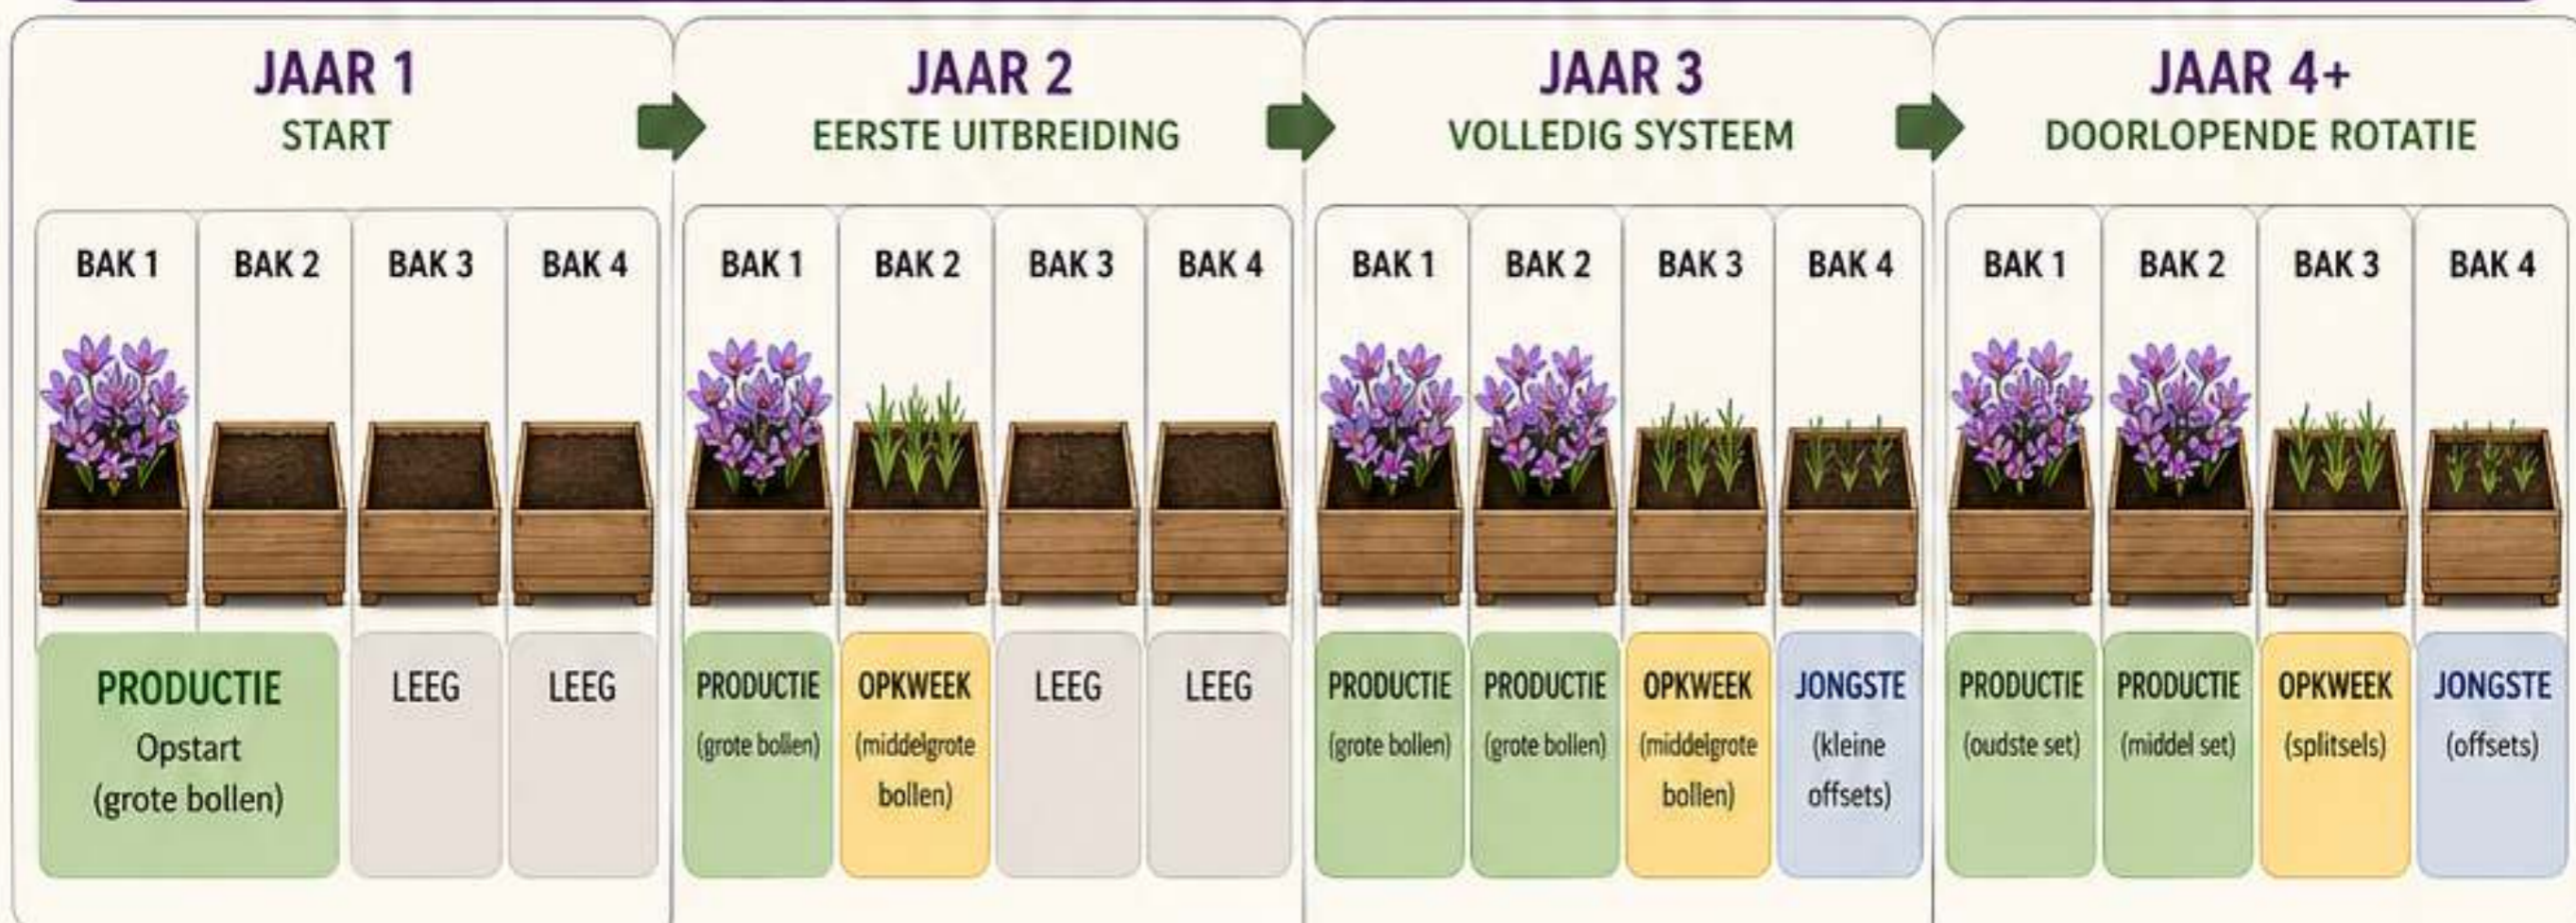 JAAR 1
START
BAK 1
BAK 2
BAK 3
BAK 4
PRODUCTIE
Opstart
(grote bollen)
LEEG
LEEG
JAAR 2
EERSTE UITBREIDING
BAK 1
BAK 2
BAK 3
BAK 4
PRODUCTIE
(grote bollen)
OPKWEEK
(middelgrote
bollen)
LEEG
LEEG
JAAR 3
VOLLEDIG SYSTEEM
BAK 1
BAK 2
BAK 3
BAK 4
PRODUCTIE
(grote bollen)
PRODUCTIE
(grote bollen)
OPKWEEK
(middelgrote
bollen)
JONGSTE
(kleine
offsets)
JAAR 4+
DOORLOPENDE ROTATIE
BAK 1
BAK 2
BAK 3
BAK 4
PRODUCTIE
(oudste set)
PRODUCTIE
(middel set)
OPKWEEK
(splitsels)
JONGSTE
(offsets)